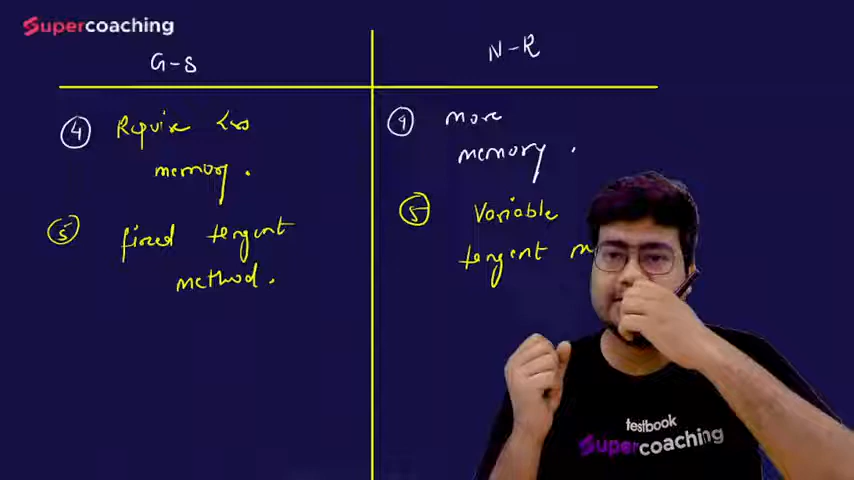 Supercoaching
G-S
N-R
④ Require less
memory.
④ more
memory.
⑤ fixed tangent
method.
⑤ Variable
tangent m
testbook
Supercoaching